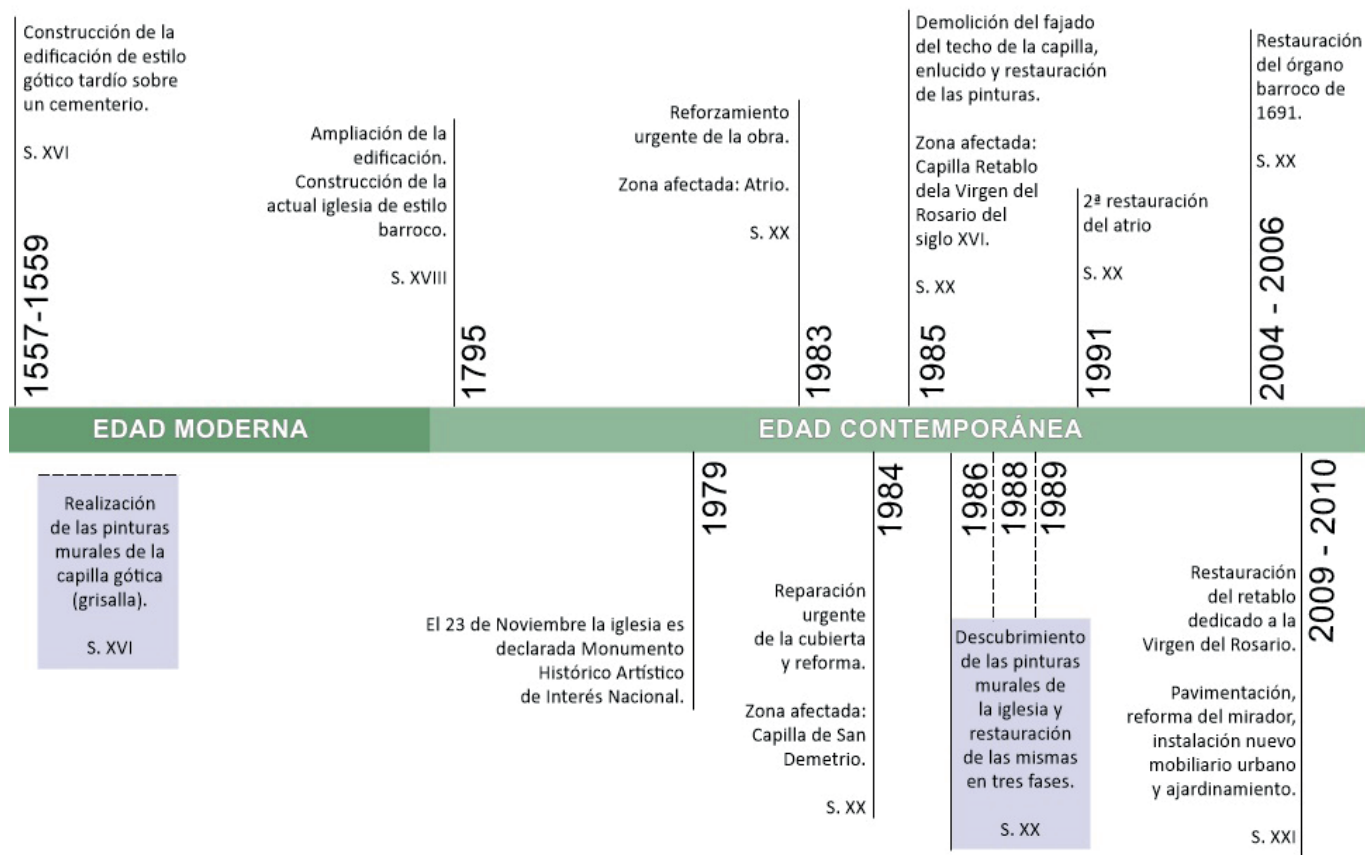 Construcción de la
edificación de estilo
gótico tardío sobre
un cementerio.
S. XVI
1557-1559
Ampliación de la
edificación.
Construcción de la
actual iglesia de estilo
barroco.
S. XVIII
1795
Reforzamiento
urgente de la obra.
Zona afectada: Atrio.
S. XX
1983
Demolición del fajado
del techo de la capilla,
enlucido y restauración
de las pinturas.
Zona afectada:
Capilla Retablo
dela Virgen del
Rosario del
siglo XVI.
S. XX
1985
2ª restauración
del atrio
S. XX
1991
Restauración
del órgano
barroco de
1691.
S. XX
2004 - 2006
EDAD MODERNA
EDAD CONTEMPORÁNEA
Realización
de las pinturas
murales de la
capilla gótica
(grisalla).
S. XVI
1979
El 23 de Noviembre la iglesia es
declarada Monumento
Histórico Artístico
de Interés Nacional.
1984
Reparación
urgente
de la cubierta
y reforma.
Zona afectada:
Capilla de San
Demetrio.
S. XX
1986
1988
1989
Descubrimiento
de las pinturas
murales de
la iglesia y
restauración
de las mismas
en tres fases.
S. XX
2009 - 2010
Restauración
del retablo
dedicado a la
Virgen del Rosario.
Pavimentación,
reforma del mirador,
instalación nuevo
mobiliario urbano
y ajardinamiento.
S. XXI